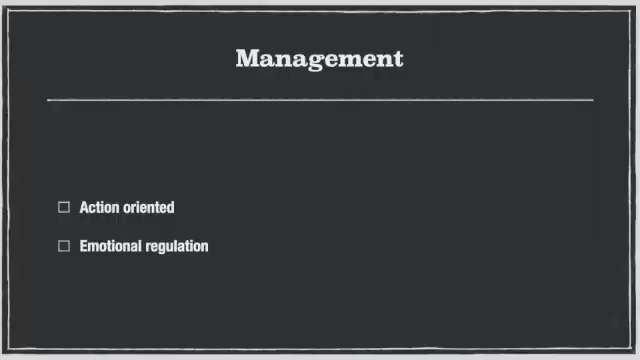 Management
Action oriented
Emotional regulation